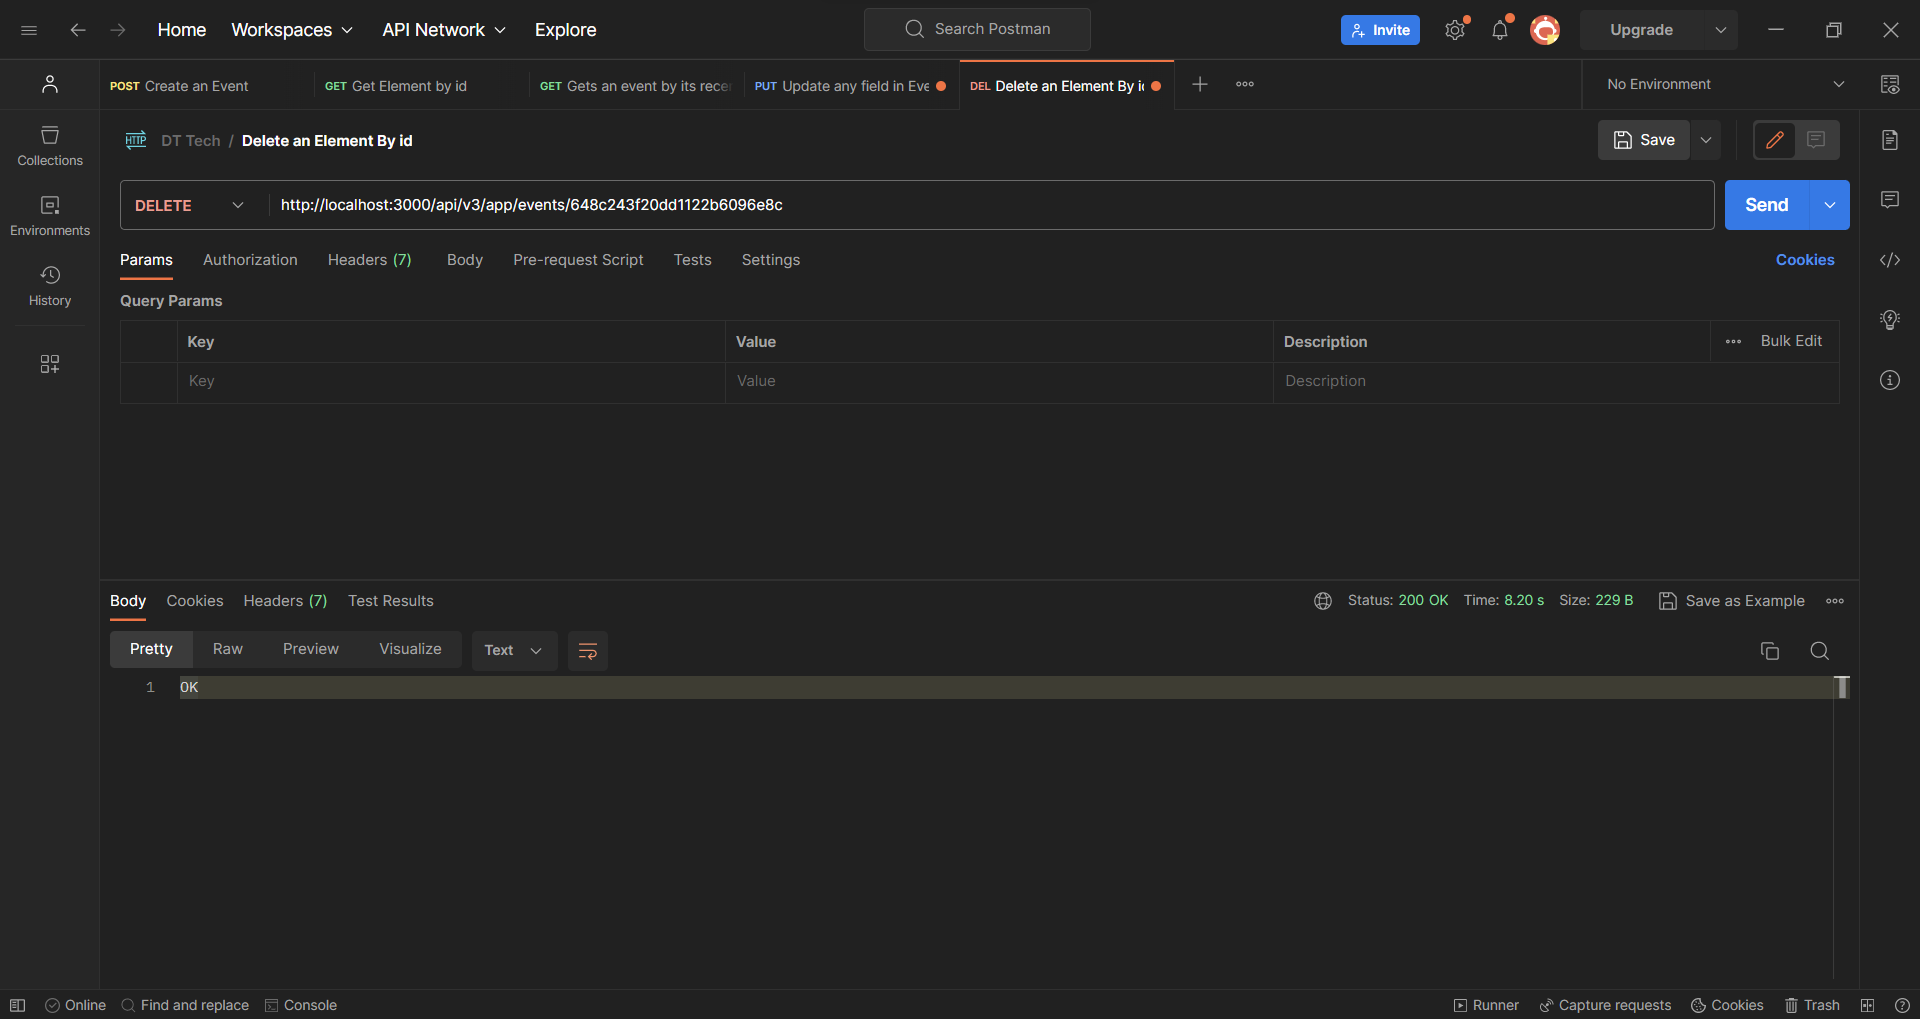 Home Workspaces API Network Explore Search Postman Invite Upgrade
POST Create an Event GET Get Element by id GET Gets an event by its recen PUT Update any field in Eve DEL Delete an Element By id No Environment
DT Tech / Delete an Element By id Save
Collections
Environments
History
DELETE http://localhost:3000/api/v3/app/events/648c243f20dd1122b6096e8c Send
Params Authorization Headers (7) Body Pre-request Script Tests Settings Cookies
Query Params
Key Value Description Bulk Edit
Key Value Description
Body Cookies Headers (7) Test Results Status: 200 OK Time: 8.20 s Size: 229 B Save as Example
Pretty Raw Preview Visualize Text
1 OK
Online Find and replace Console Runner Capture requests Cookies Trash